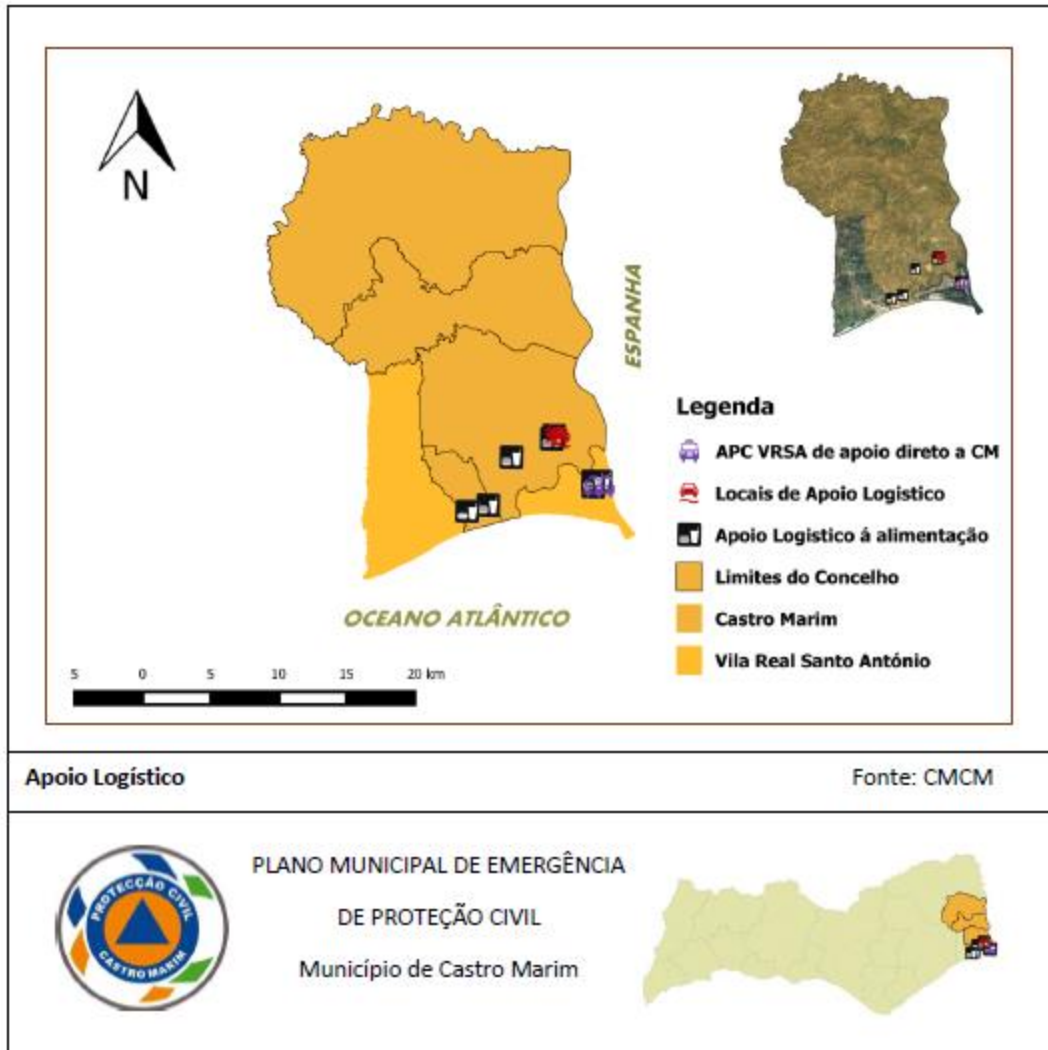 N
ESPANHA
Legenda
APC VRSA de apoio direto a CM
Locais de Apoio Logistico
Apoio Logistico á alimentação
Limites do Concelho
Castro Marim
Vila Real Santo António
OCEANO ATLÂNTICO
5 0 5 10 15 20 km
Apoio Logístico
Fonte: CMCM
PROTECÇÃO CIVIL
CASTRO MARIM
PLANO MUNICIPAL DE EMERGÊNCIA
DE PROTEÇÃO CIVIL
Município de Castro Marim